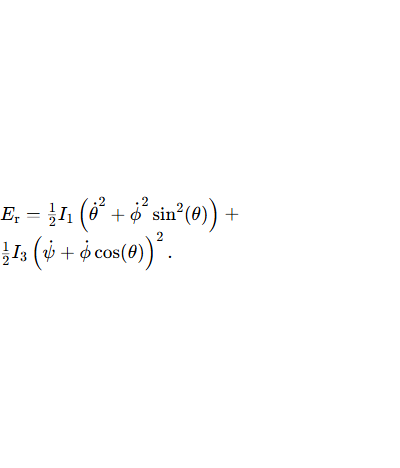 E_r = ½I₁ (θ̇² + ϕ̇² sin²(θ)) +
½I₃ (ψ̇ + ϕ̇ cos(θ))² .